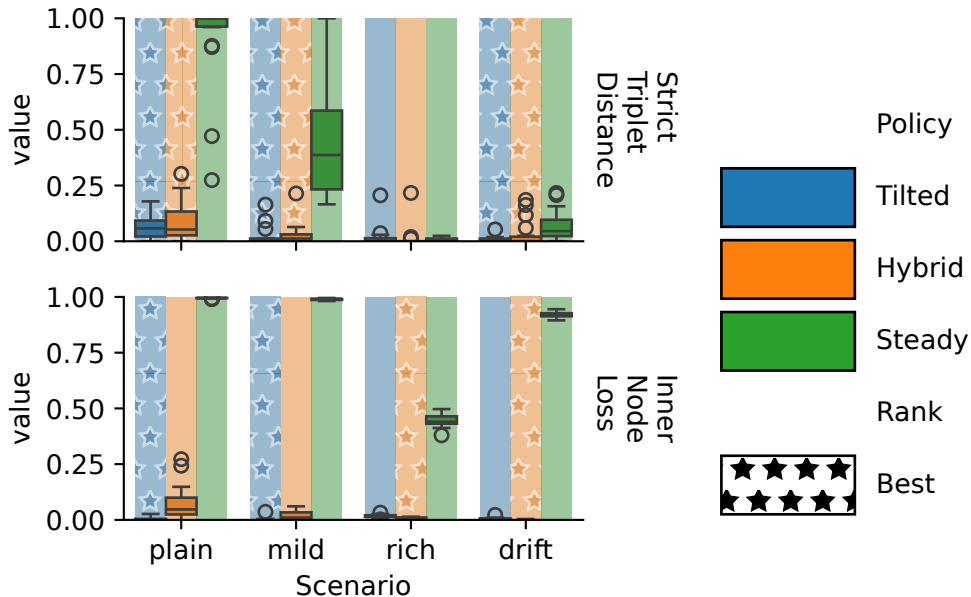 1.00
0.75
0.50
0.25
0.00
value
Strict
Triplet
Distance
1.00
0.75
0.50
0.25
0.00
value
Inner
Node
Loss
plain
mild
rich
drift
Scenario
Policy
Tilted
Hybrid
Steady
Rank
Best